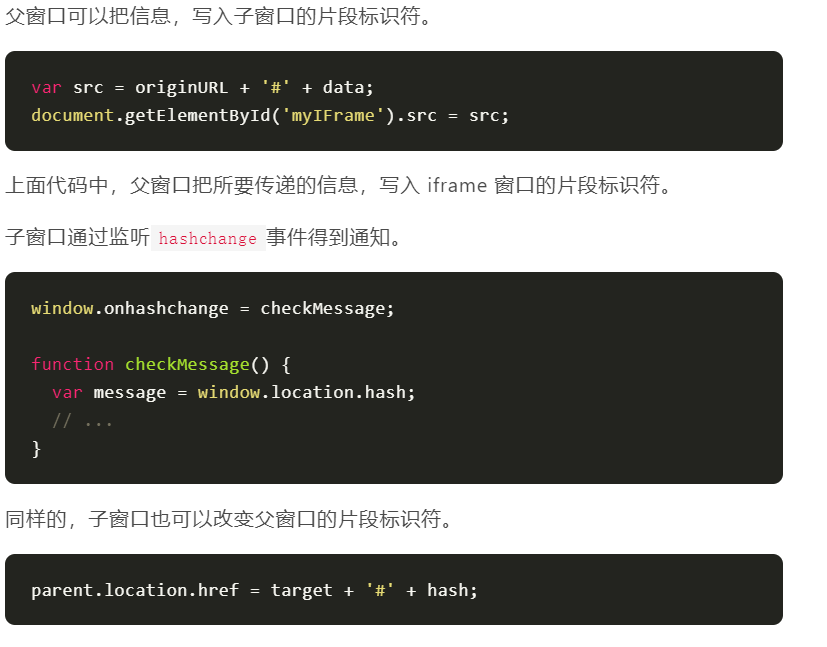 父窗口可以把信息，写入子窗口的片段标识符。
var src = originURL + '#' + data;
document.getElementById('myIFrame').src = src;
上面代码中，父窗口把所要传递的信息，写入 iframe 窗口的片段标识符。
子窗口通过监听 hashchange 事件得到通知。
window.onhashchange = checkMessage;
function checkMessage() {
  var message = window.location.hash;
  // ...
}
同样的，子窗口也可以改变父窗口的片段标识符。
parent.location.href = target + '#' + hash;